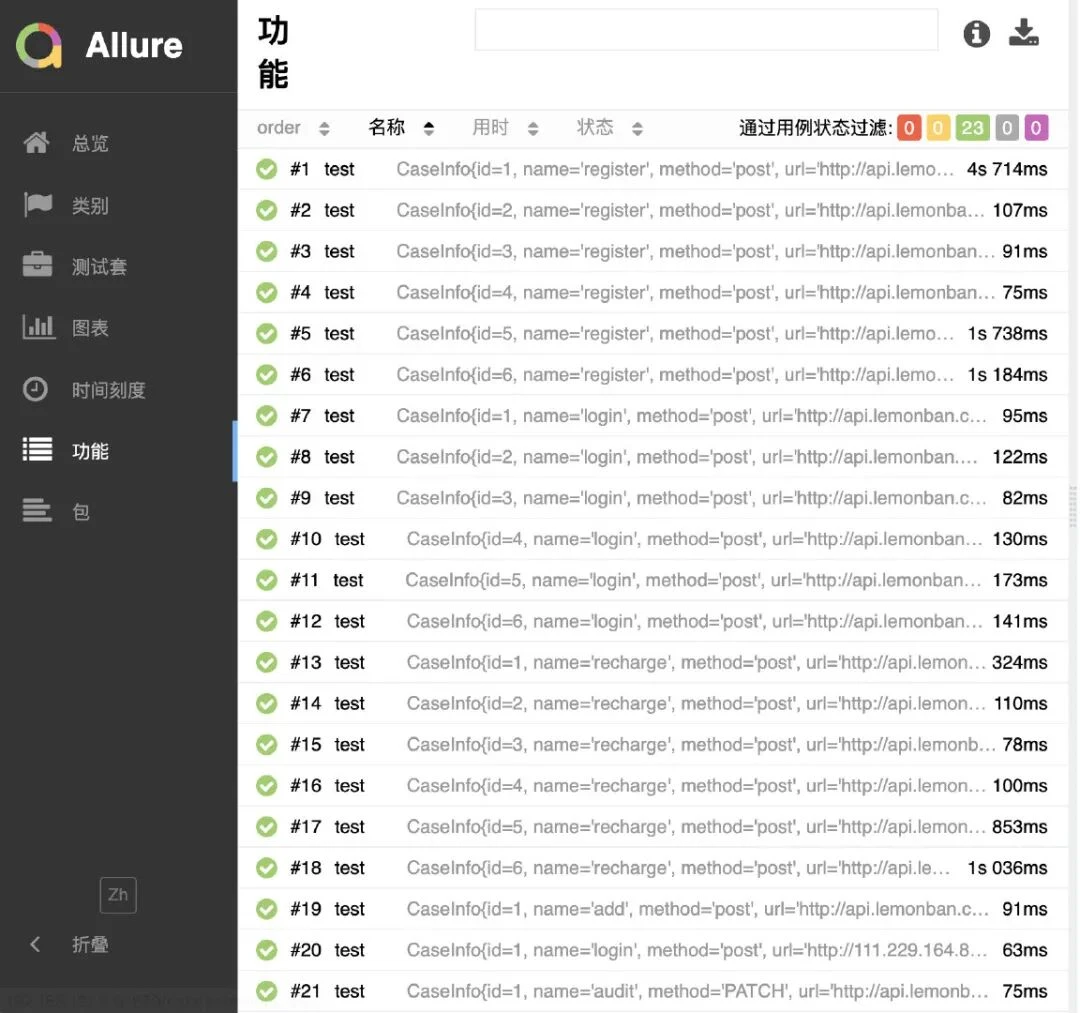 Allure
总览
类别
测试套
图表
时间刻度
功能
包
Zh
折叠
功
能
order 名称 用时 状态 通过用例状态过滤: 0 0 23 0 0
#1 test CaseInfo{id=1, name='register', method='post', url='http://api.lemo… 4s 714ms
#2 test CaseInfo{id=2, name='register', method='post', url='http://api.lemonba… 107ms
#3 test CaseInfo{id=3, name='register', method='post', url='http://api.lemonban… 91ms
#4 test CaseInfo{id=4, name='register', method='post', url='http://api.lemonban… 75ms
#5 test CaseInfo{id=5, name='register', method='post', url='http://api.lemo… 1s 738ms
#6 test CaseInfo{id=6, name='register', method='post', url='http://api.lemo… 1s 184ms
#7 test CaseInfo{id=1, name='login', method='post', url='http://api.lemonban.c… 95ms
#8 test CaseInfo{id=2, name='login', method='post', url='http://api.lemonban.… 122ms
#9 test CaseInfo{id=3, name='login', method='post', url='http://api.lemonban.c… 82ms
#10 test CaseInfo{id=4, name='login', method='post', url='http://api.lemonban… 130ms
#11 test CaseInfo{id=5, name='login', method='post', url='http://api.lemonban… 173ms
#12 test CaseInfo{id=6, name='login', method='post', url='http://api.lemonban… 141ms
#13 test CaseInfo{id=1, name='recharge', method='post', url='http://api.lemon… 324ms
#14 test CaseInfo{id=2, name='recharge', method='post', url='http://api.lemon… 110ms
#15 test CaseInfo{id=3, name='recharge', method='post', url='http://api.lemonb… 78ms
#16 test CaseInfo{id=4, name='recharge', method='post', url='http://api.lemon… 100ms
#17 test CaseInfo{id=5, name='recharge', method='post', url='http://api.lemon… 853ms
#18 test CaseInfo{id=6, name='recharge', method='post', url='http://api.le… 1s 036ms
#19 test CaseInfo{id=1, name='add', method='post', url='http://api.lemonban.c… 91ms
#20 test CaseInfo{id=1, name='login', method='post', url='http://111.229.164.8… 63ms
#21 test CaseInfo{id=1, name='audit', method='PATCH', url='http://api.lemonb… 75ms